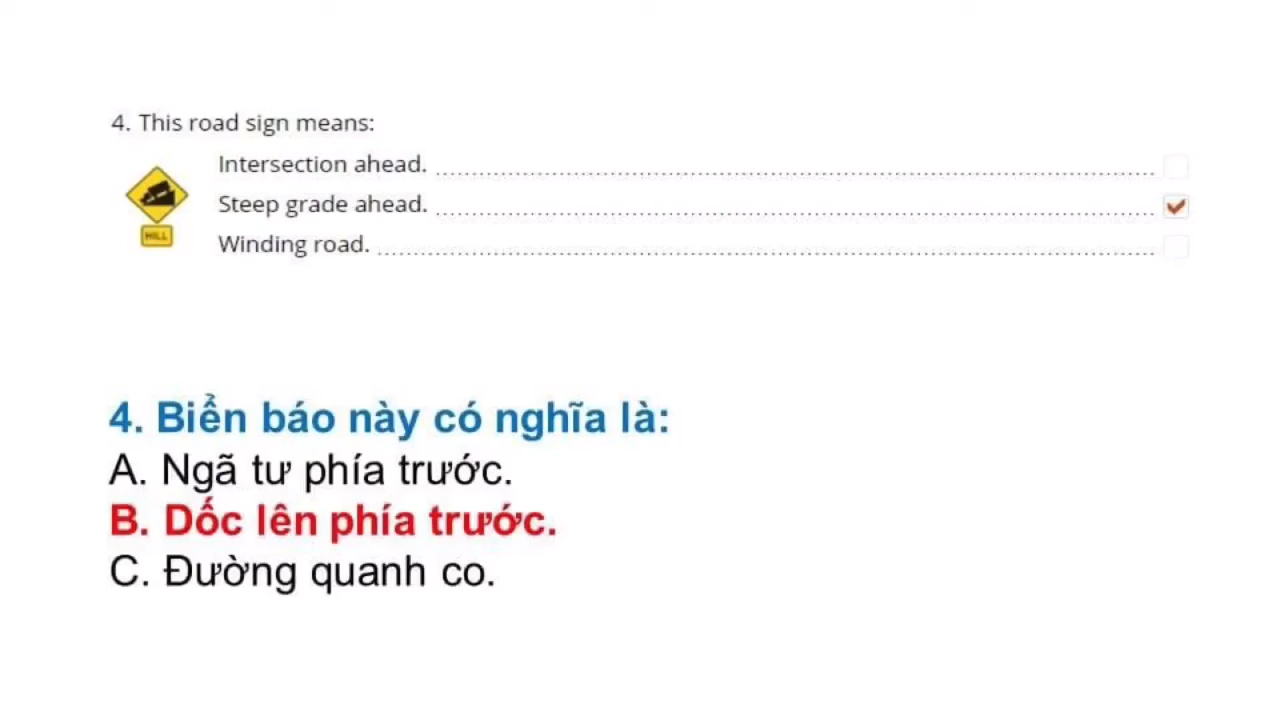 4. This road sign means:
Intersection ahead.
Steep grade ahead.
HILL
Winding road.
4. Biển báo này có nghĩa là:
A. Ngã tư phía trước.
B. Dốc lên phía trước.
C. Đường quanh co.